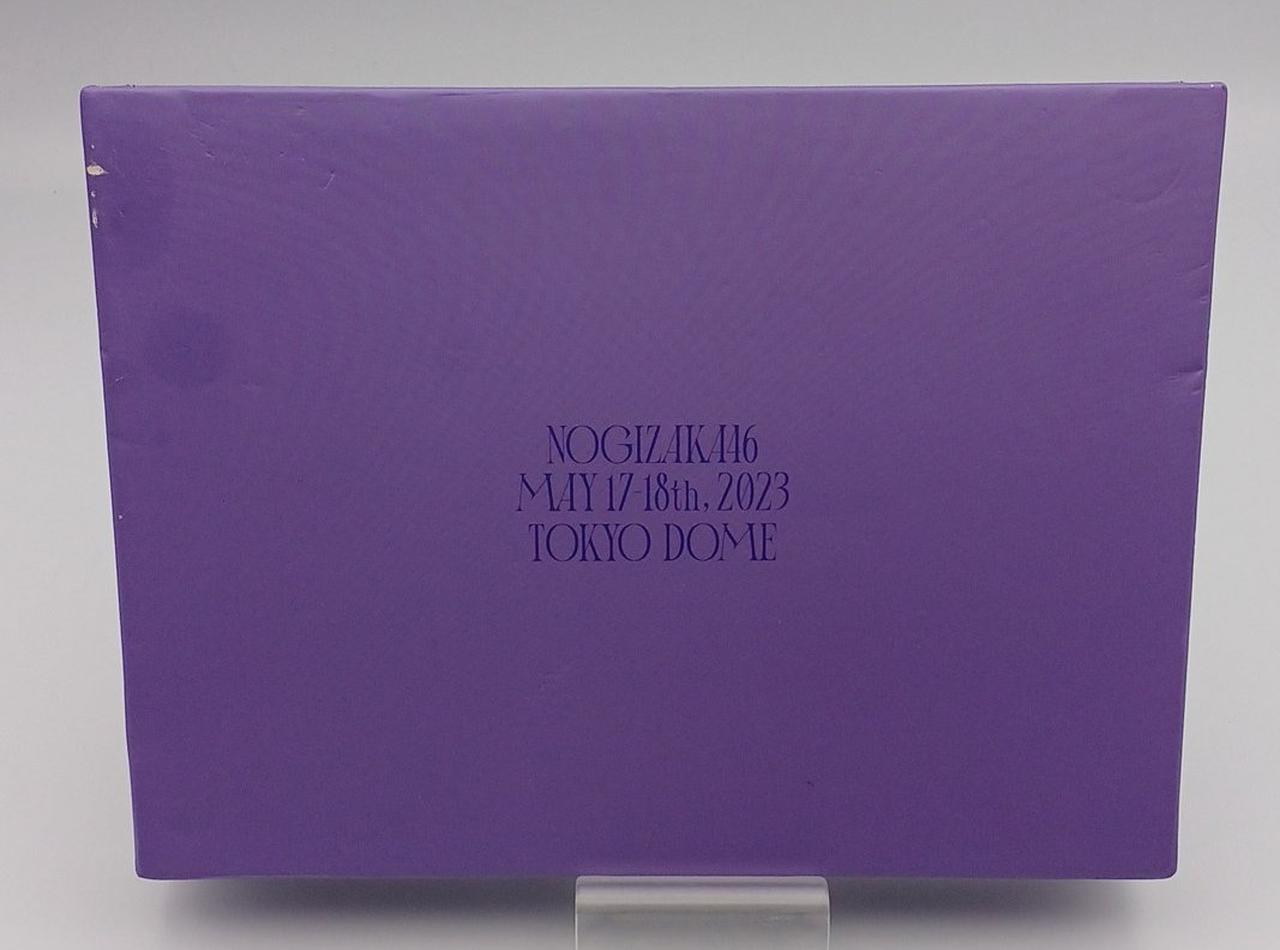 NOGIZAKA46
MAY 17-18th, 2023
TOKYO DOME